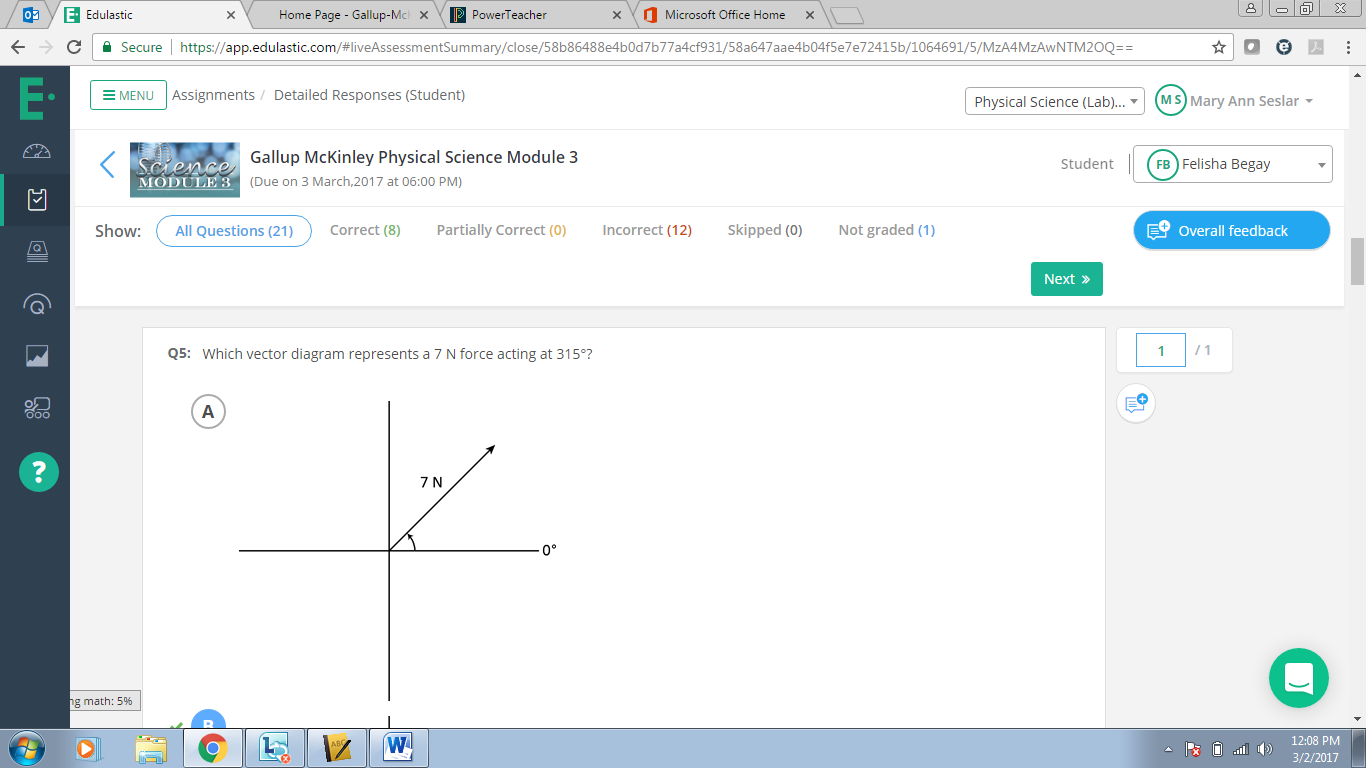 Edulastic
Home Page - Gallup-McK
PowerTeacher
Microsoft Office Home
Secure
https://app.edulastic.com/#liveAssessmentSummary/close/58b86488e4b0d7b77a4cf931/58a647aae4b04f5e7e72415b/1064691/5/MzA4MzAwNTM2OQ==
E
MENU
Assignments / Detailed Responses (Student)
Physical Science (Lab)...
M S
Mary Ann Seslar
Science
MODULE 3
Gallup McKinley Physical Science Module 3
(Due on 3 March,2017 at 06:00 PM)
Student
FB
Felisha Begay
Show:
All Questions (21)
Correct (8)
Partially Correct (0)
Incorrect (12)
Skipped (0)
Not graded (1)
Overall feedback
Next »
Q5: Which vector diagram represents a 7 N force acting at 315°?
1 / 1
A
7 N
0°
?
ng math: 5%
B
12:08 PM
3/2/2017